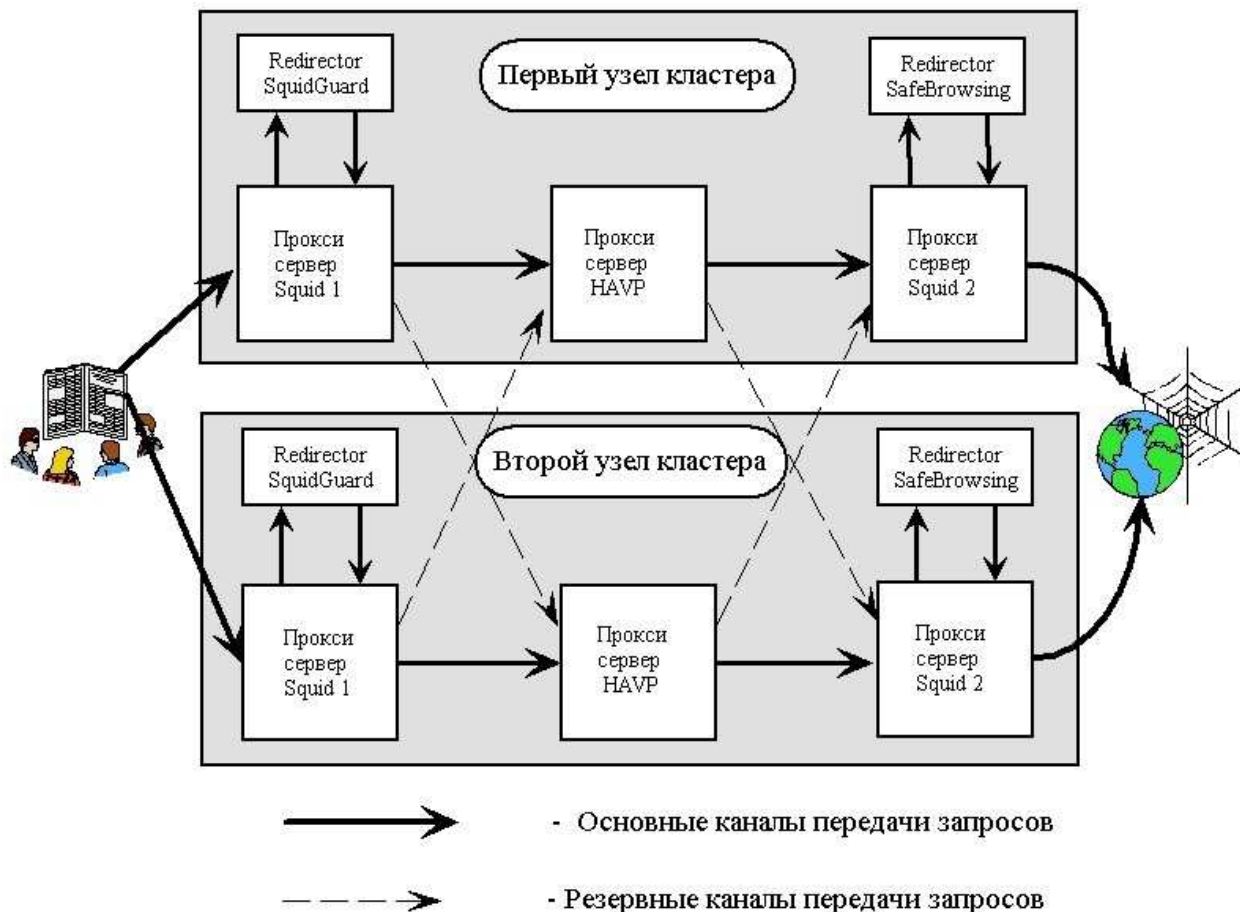 Redirector
SquidGuard
Первый узел кластера
Redirector
SafeBrowsing
Прокси
сервер
Squid 1
Прокси
сервер
HAVP
Прокси
сервер
Squid 2
Redirector
SquidGuard
Второй узел кластера
Redirector
SafeBrowsing
Прокси
сервер
Squid 1
Прокси
сервер
HAVP
Прокси
сервер
Squid 2
- Основные каналы передачи запросов
- Резервные каналы передачи запросов